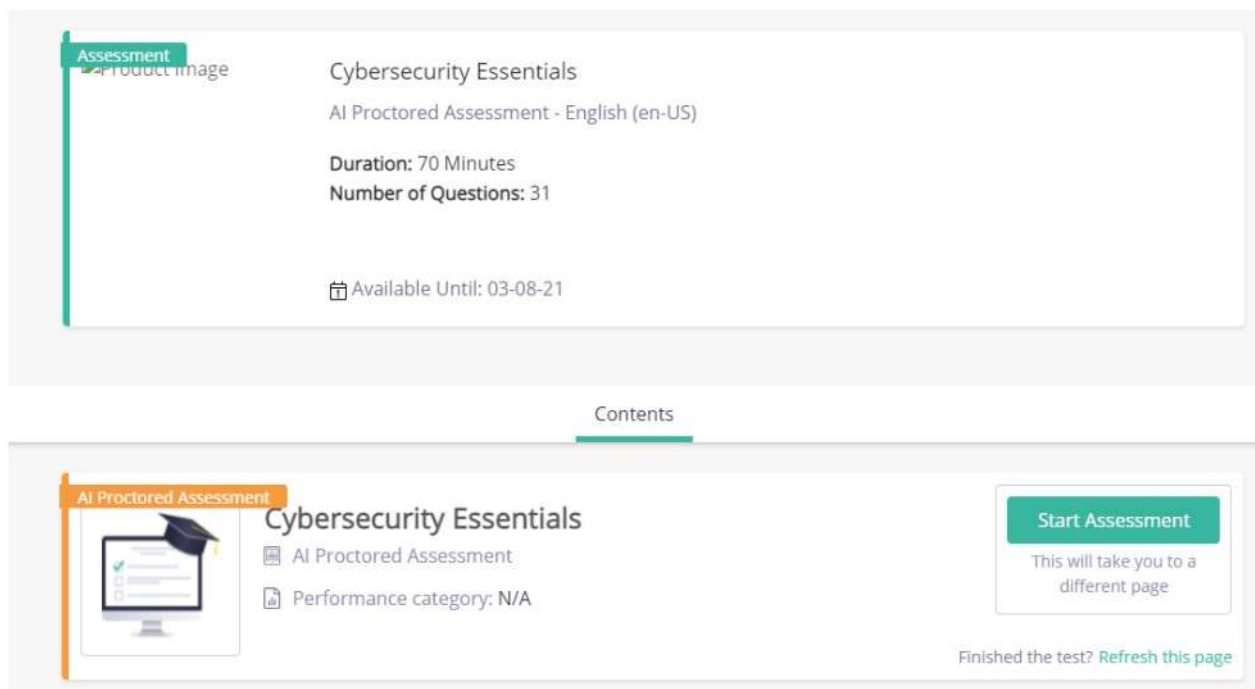 Assessment
Product Image
Cybersecurity Essentials
AI Proctored Assessment - English (en-US)
Duration: 70 Minutes
Number of Questions: 31
Available Until: 03-08-21
Contents
AI Proctored Assessment
Cybersecurity Essentials
AI Proctored Assessment
Performance category: N/A
Start Assessment
This will take you to a
different page
Finished the test? Refresh this page